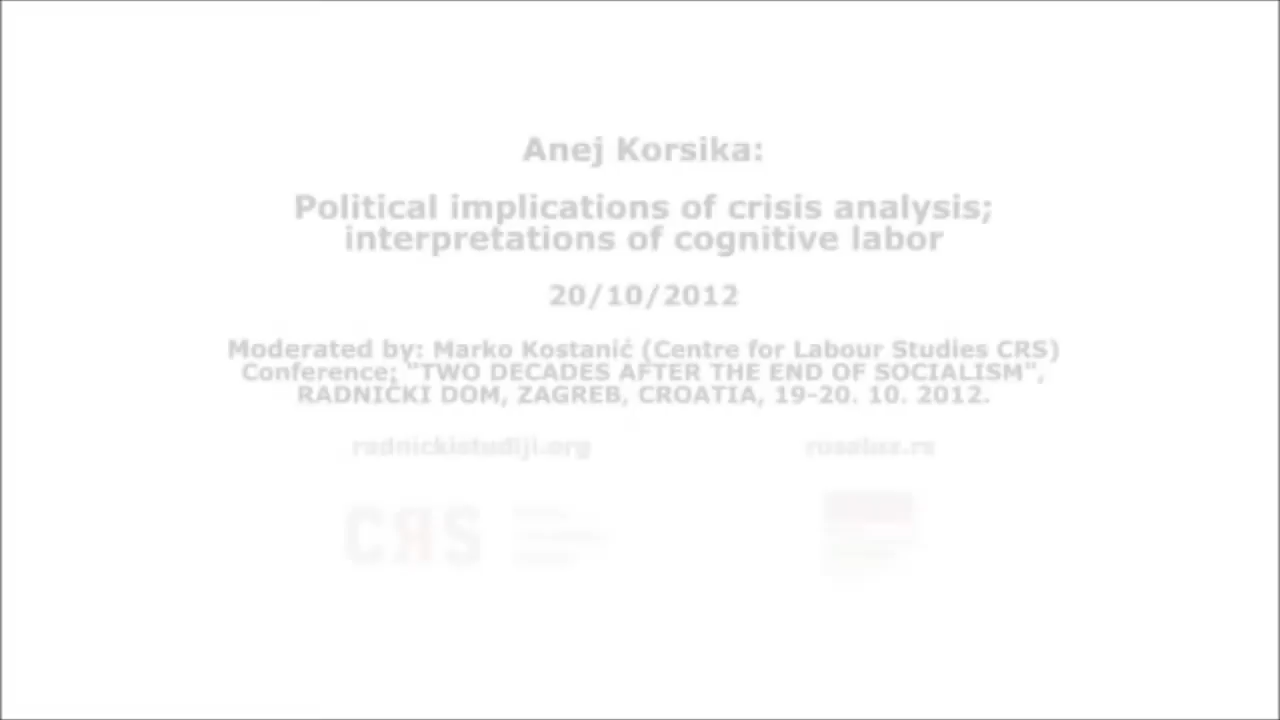 Anej Korsika:
Political implications of crisis analysis;
interpretations of cognitive labor
20/10/2012
Moderated by: Marko Kostanić (Centre for Labour Studies CRS)
Conference: "TWO DECADES AFTER THE END OF SOCIALISM",
RADNIČKI DOM, ZAGREB, CROATIA, 19-20. 10. 2012.
radnickistudiji.org rosalux.rs
CRS